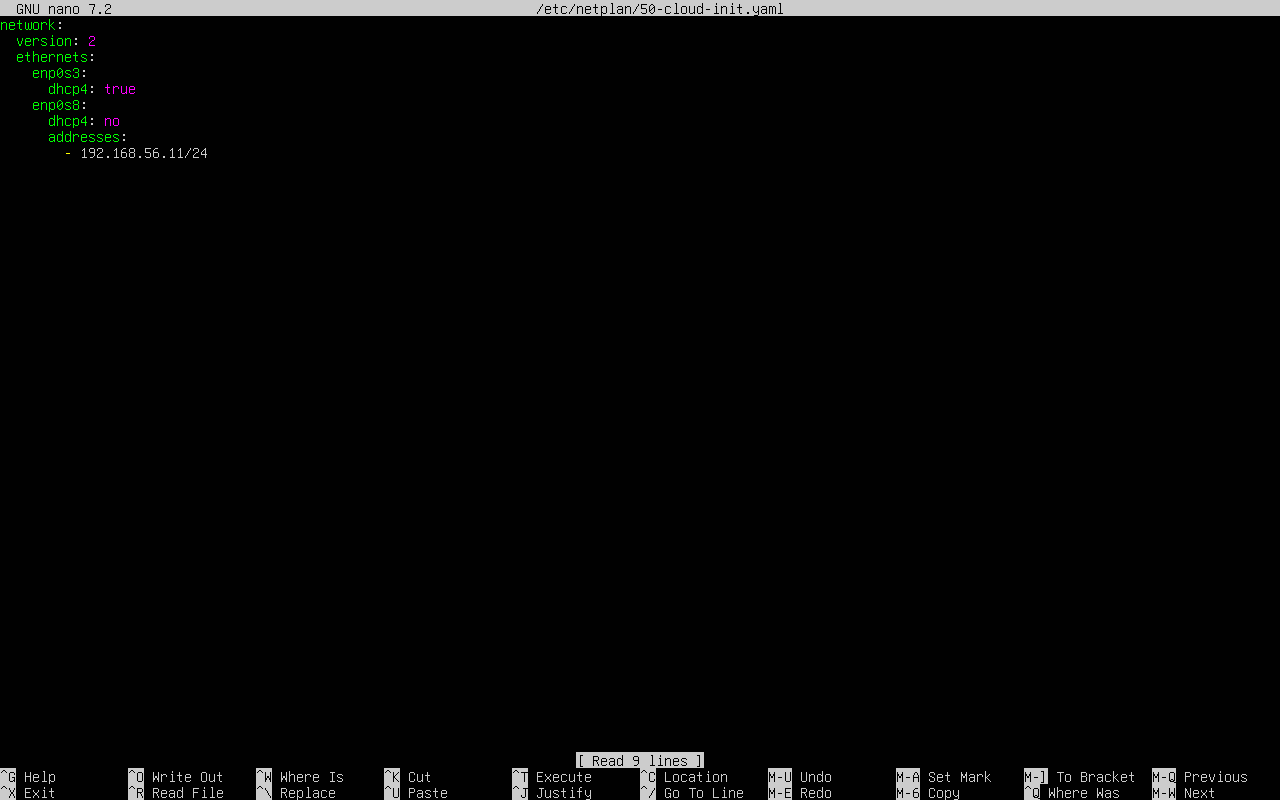 GNU nano 7.2 /etc/netplan/50-cloud-init.yaml
network:
  version: 2
  ethernets:
    enp0s3:
      dhcp4: true
    enp0s8:
      dhcp4: no
      addresses:
        - 192.168.56.11/24
[ Read 9 lines ]
^G Help ^O Write Out ^W Where Is ^K Cut ^T Execute ^C Location M-U Undo M-A Set Mark M-] To Bracket M-Q Previous
^X Exit ^R Read File ^\ Replace ^U Paste ^J Justify ^/ Go To Line M-E Redo M-6 Copy ^Q Where Was M-W Next